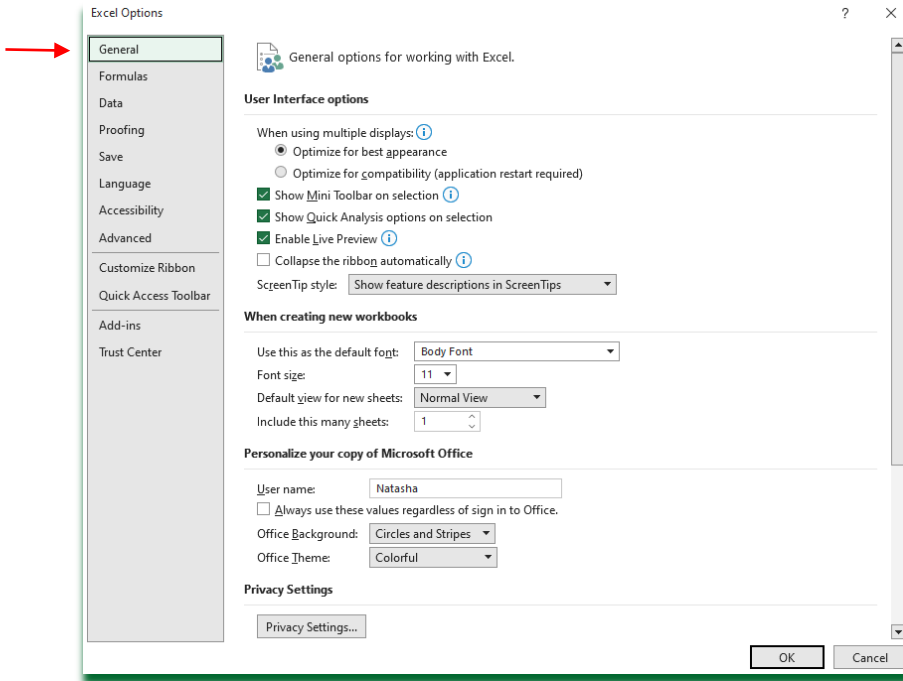 Excel Options
?
General
Formulas
Data
Proofing
Save
Language
Accessibility
Advanced
Customize Ribbon
Quick Access Toolbar
Add-ins
Trust Center
General options for working with Excel.
User Interface options
When using multiple displays:
Optimize for best appearance
Optimize for compatibility (application restart required)
Show Mini Toolbar on selection
Show Quick Analysis options on selection
Enable Live Preview
Collapse the ribbon automatically
ScreenTip style: Show feature descriptions in ScreenTips
When creating new workbooks
Use this as the default font: Body Font
Font size: 11
Default view for new sheets: Normal View
Include this many sheets: 1
Personalize your copy of Microsoft Office
User name: Natasha
Always use these values regardless of sign in to Office.
Office Background: Circles and Stripes
Office Theme: Colorful
Privacy Settings
Privacy Settings...
OK Cancel